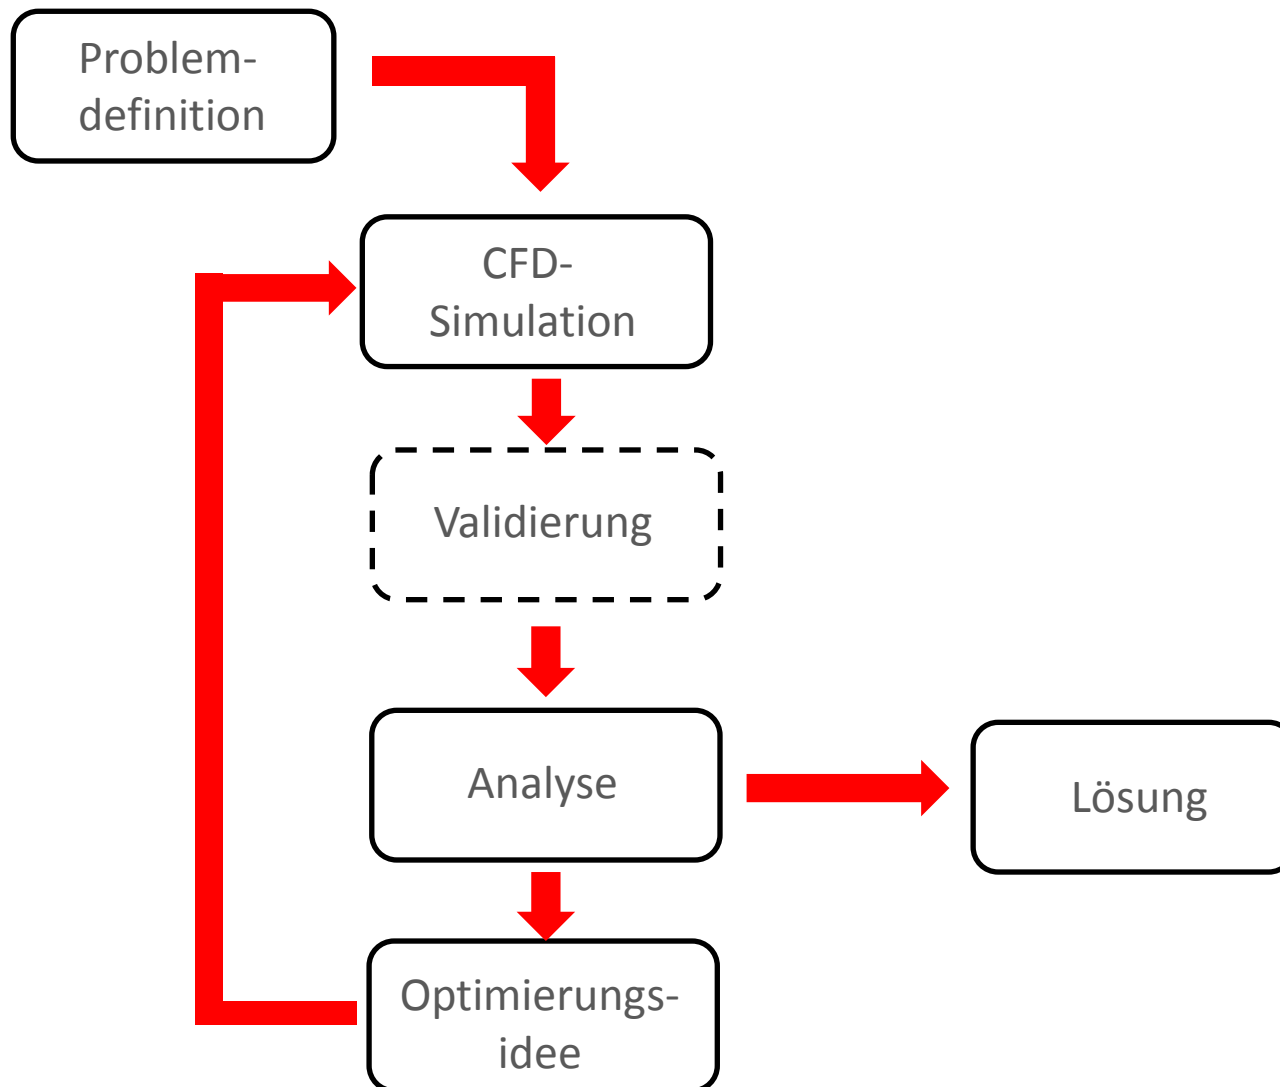 Problem-
definition
CFD-
Simulation
Validierung
Analyse
Lösung
Optimierungs-
idee